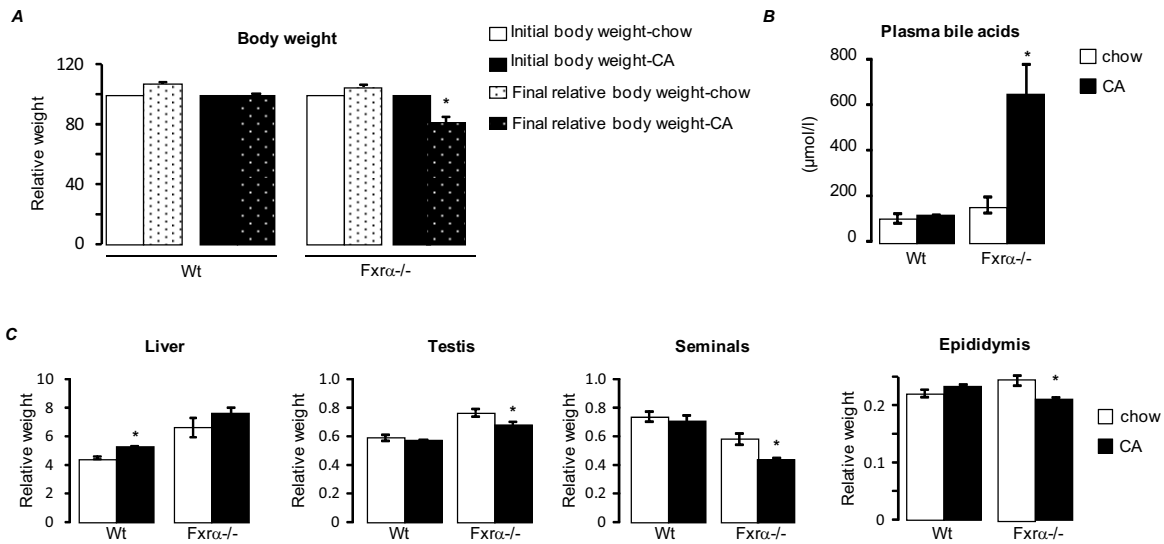 A
Body weight
Initial body weight-chow
Initial body weight-CA
Final relative body weight-chow
Final relative body weight-CA
Relative weight
120
80
40
0
*
Wt
Fxrα-/-
B
Plasma bile acids
chow
CA
(µmol/l)
800
600
400
200
0
*
Wt
Fxrα-/-
C
Liver
Relative weight
10
8
6
4
2
0
*
Wt
Fxrα-/-
Testis
Relative weight
1.0
0.8
0.6
0.4
0.2
0
*
Wt
Fxrα-/-
Seminals
Relative weight
1.0
0.8
0.6
0.4
0.2
0
*
Wt
Fxrα-/-
Epididymis
Relative weight
0.2
0.1
0
*
Wt
Fxrα-/-
chow
CA